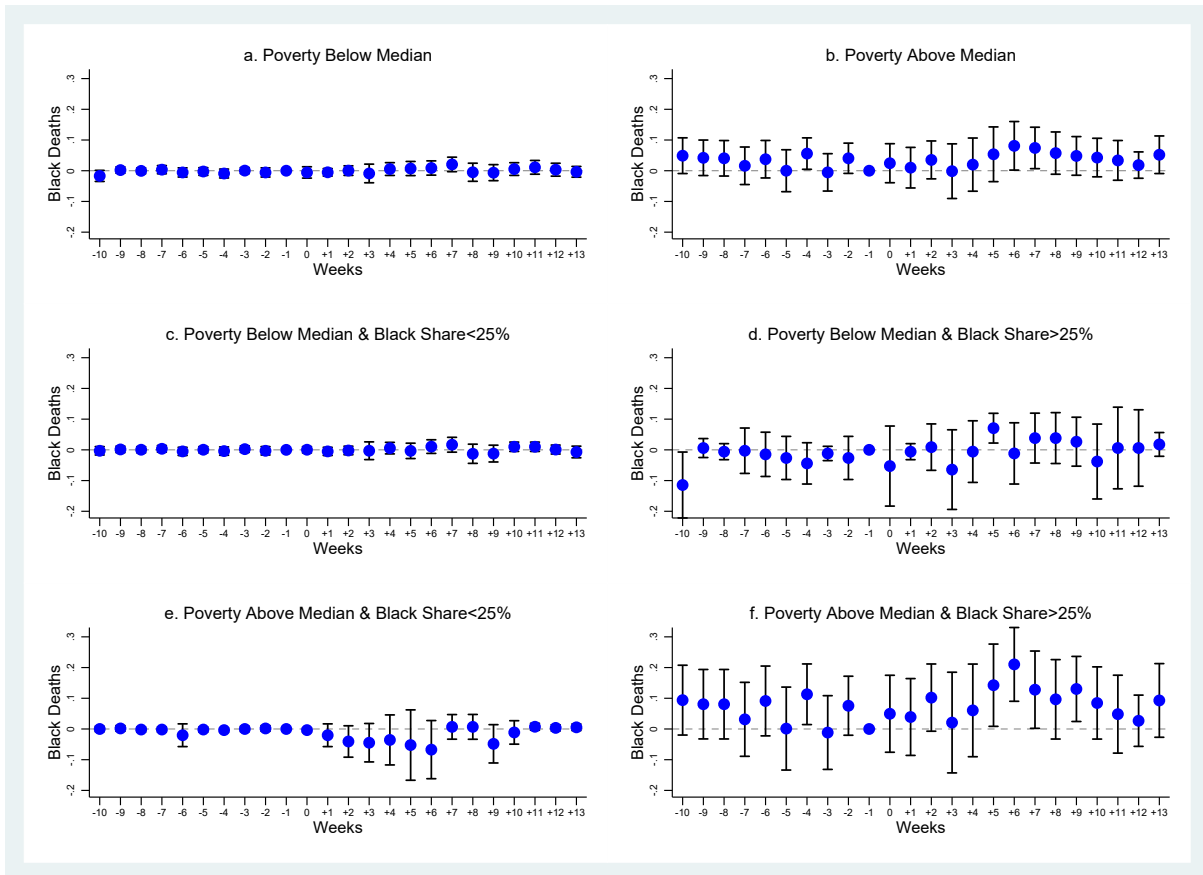 a. Poverty Below Median
Black Deaths
.3
.2
.1
0
-.1
-.2
-10 -9 -8 -7 -6 -5 -4 -3 -2 -1 0 +1 +2 +3 +4 +5 +6 +7 +8 +9 +10 +11 +12 +13
Weeks
b. Poverty Above Median
Black Deaths
.3
.2
.1
0
-.1
-.2
-10 -9 -8 -7 -6 -5 -4 -3 -2 -1 0 +1 +2 +3 +4 +5 +6 +7 +8 +9 +10 +11 +12 +13
Weeks
c. Poverty Below Median & Black Share<25%
Black Deaths
.3
.2
.1
0
-.1
-.2
-10 -9 -8 -7 -6 -5 -4 -3 -2 -1 0 +1 +2 +3 +4 +5 +6 +7 +8 +9 +10 +11 +12 +13
Weeks
d. Poverty Below Median & Black Share>25%
Black Deaths
.3
.2
.1
0
-.1
-.2
-10 -9 -8 -7 -6 -5 -4 -3 -2 -1 0 +1 +2 +3 +4 +5 +6 +7 +8 +9 +10 +11 +12 +13
Weeks
e. Poverty Above Median & Black Share<25%
Black Deaths
.3
.2
.1
0
-.1
-.2
-10 -9 -8 -7 -6 -5 -4 -3 -2 -1 0 +1 +2 +3 +4 +5 +6 +7 +8 +9 +10 +11 +12 +13
Weeks
f. Poverty Above Median & Black Share>25%
Black Deaths
.3
.2
.1
0
-.1
-.2
-10 -9 -8 -7 -6 -5 -4 -3 -2 -1 0 +1 +2 +3 +4 +5 +6 +7 +8 +9 +10 +11 +12 +13
Weeks